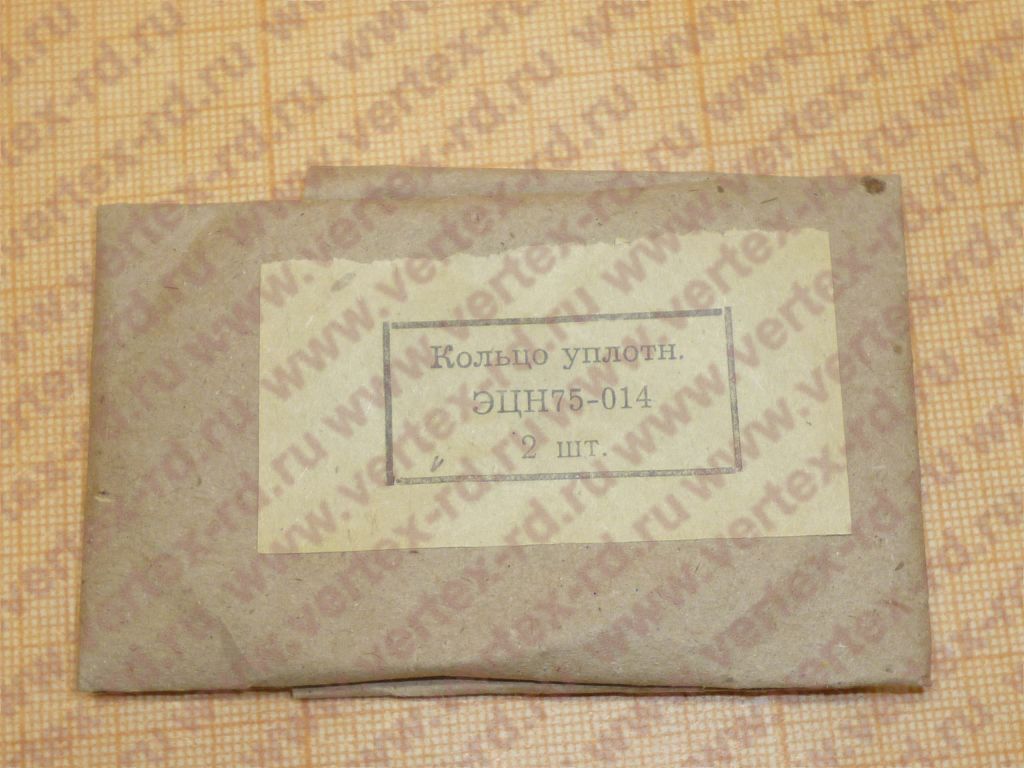 Кольцо уплотн.
ЭЦН75-014
2 шт.
www.vertex-rd.ru